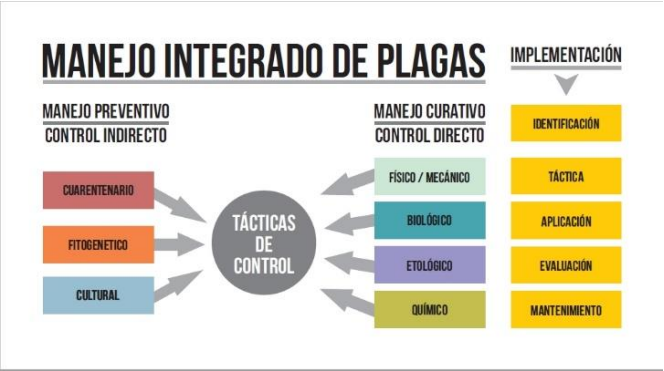 MANEJO INTEGRADO DE PLAGAS
IMPLEMENTACIÓN
MANEJO PREVENTIVO
CONTROL INDIRECTO
CUARENTENARIO
FITOGENETICO
CULTURAL
TÁCTICAS
DE
CONTROL
MANEJO CURATIVO
CONTROL DIRECTO
FÍSICO / MECÁNICO
BIOLÓGICO
ETOLÓGICO
QUÍMICO
IDENTIFICACIÓN
TÁCTICA
APLICACIÓN
EVALUACIÓN
MANTENIMIENTO